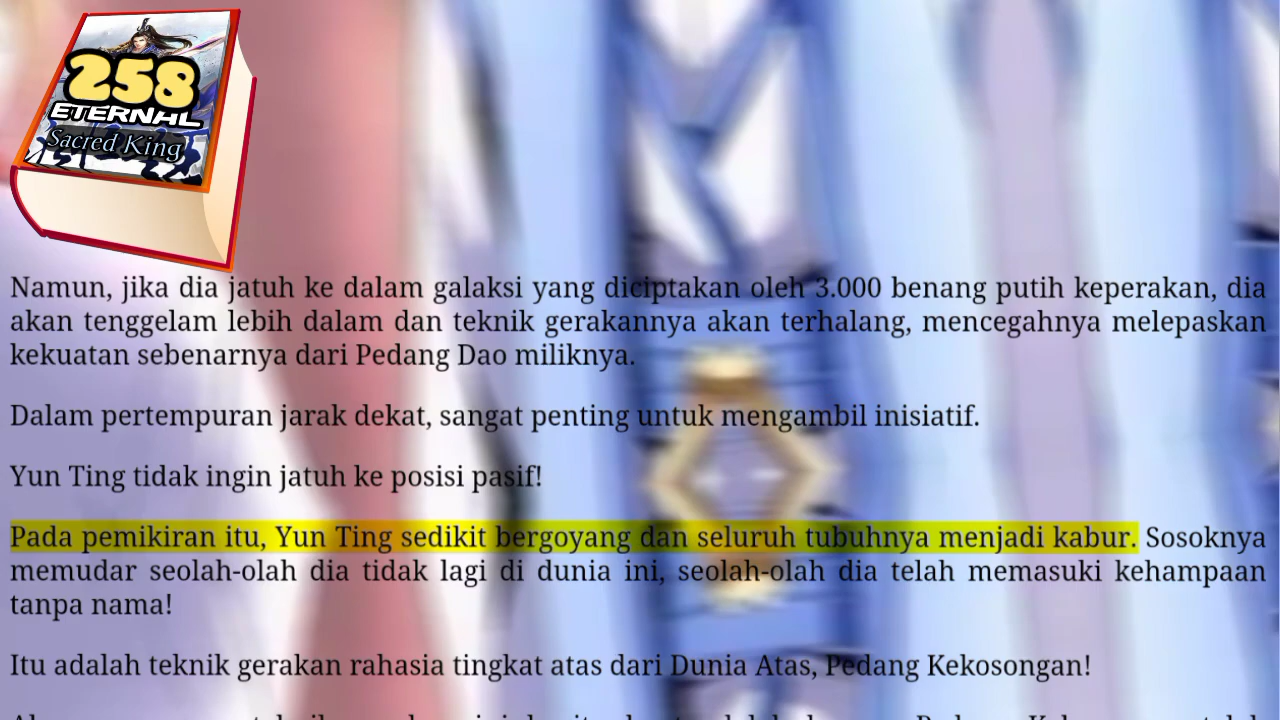 258
ETERNAL
Sacred King
Namun, jika dia jatuh ke dalam galaksi yang diciptakan oleh 3.000 benang putih keperakan, dia
akan tenggelam lebih dalam dan teknik gerakannya akan terhalang, mencegahnya melepaskan
kekuatan sebenarnya dari Pedang Dao miliknya.
Dalam pertempuran jarak dekat, sangat penting untuk mengambil inisiatif.
Yun Ting tidak ingin jatuh ke posisi pasif!
Pada pemikiran itu, Yun Ting sedikit bergoyang dan seluruh tubuhnya menjadi kabur. Sosoknya
memudar seolah-olah dia tidak lagi di dunia ini, seolah-olah dia telah memasuki kehampaan
tanpa nama!
Itu adalah teknik gerakan rahasia tingkat atas dari Dunia Atas, Pedang Kekosongan!